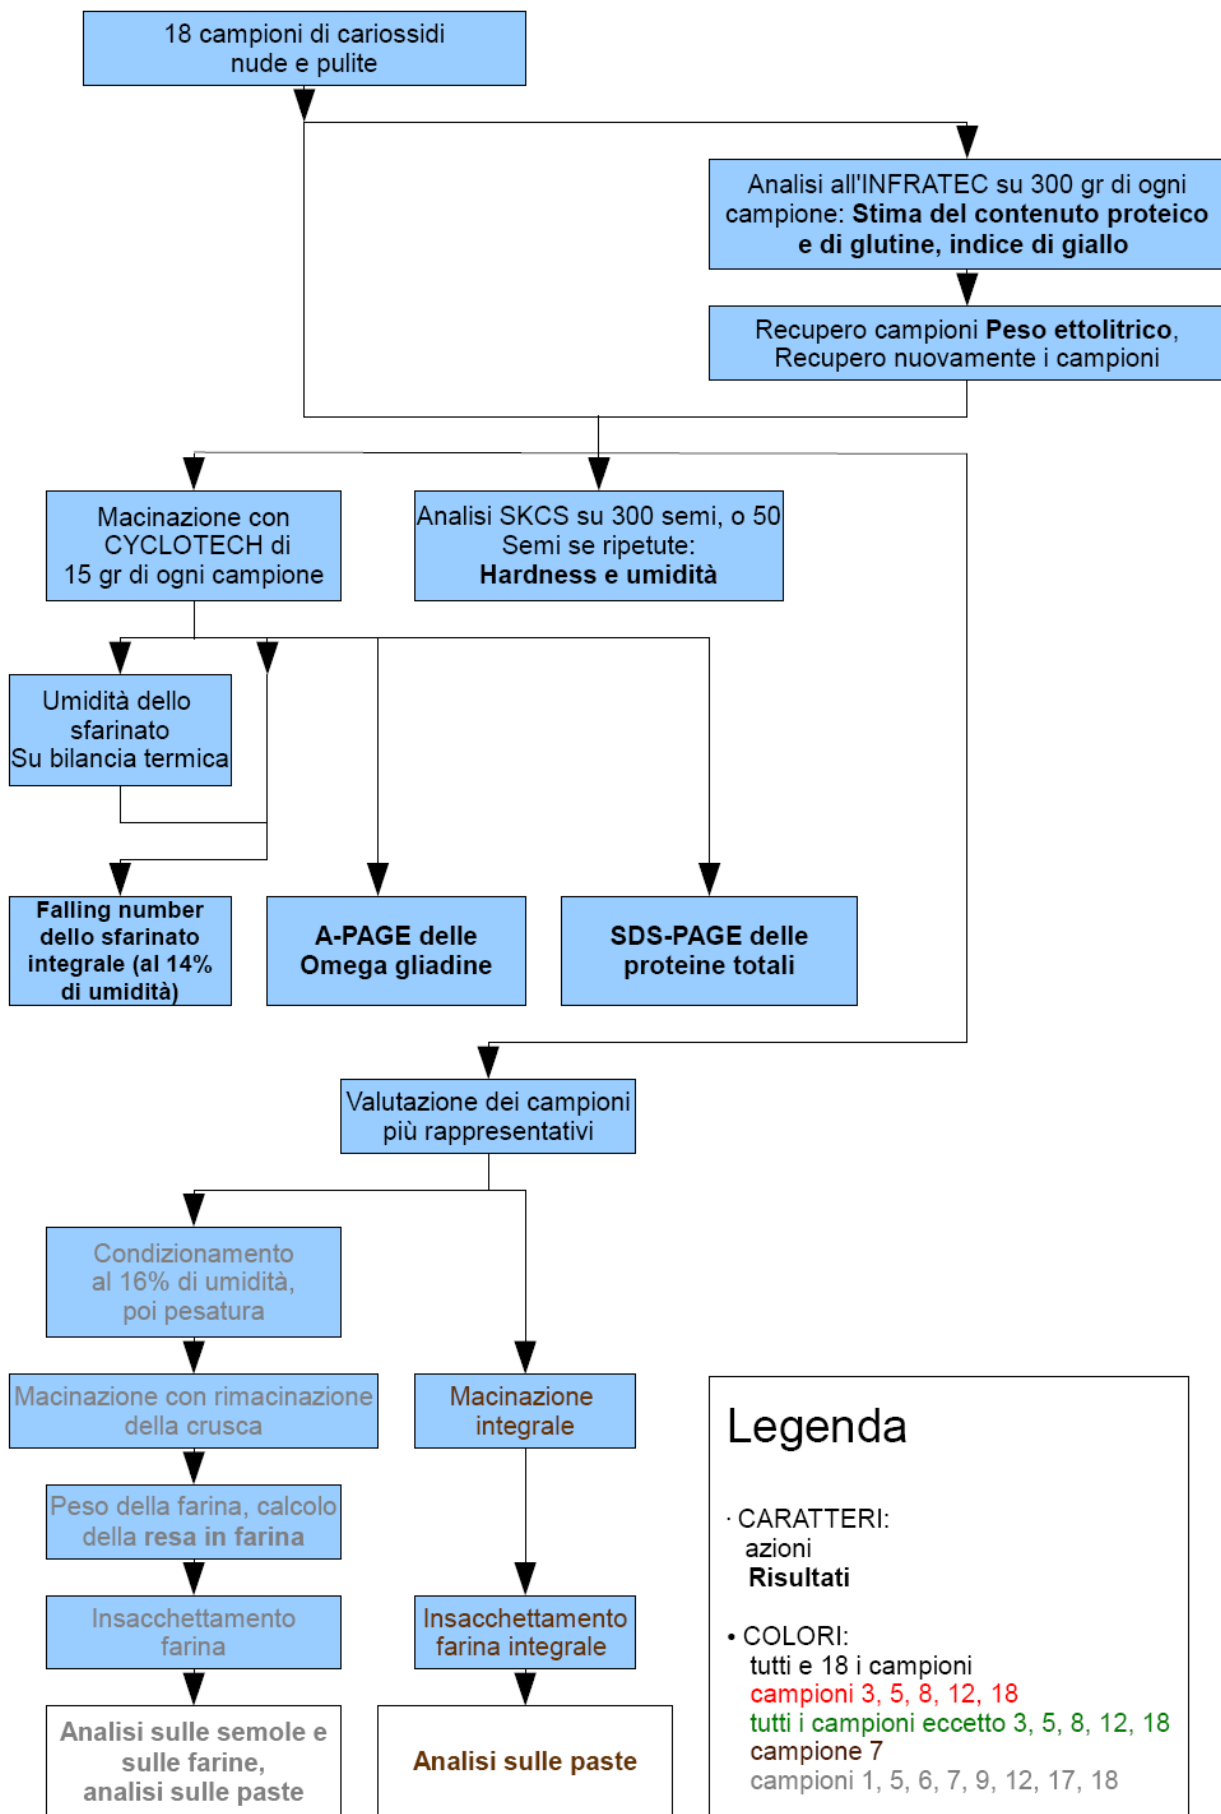 18 campioni di cariossidi
nude e pulite
Analisi all'INFRATEC su 300 gr di ogni
campione: Stima del contenuto proteico
e di glutine, indice di giallo
Recupero campioni Peso ettolitrico,
Recupero nuovamente i campioni
Macinazione con
CYCLOTECH di
15 gr di ogni campione
Analisi SKCS su 300 semi, o 50
Semi se ripetute:
Hardness e umidità
Umidità dello
sfarinato
Su bilancia termica
Falling number
dello sfarinato
integrale (al 14%
di umidità)
A-PAGE delle
Omega gliadine
SDS-PAGE delle
proteine totali
Valutazione dei campioni
più rappresentativi
Condizionamento
al 16% di umidità,
poi pesatura
Macinazione con rimacinazione
della crusca
Peso della farina, calcolo
della resa in farina
Insacchettamento
farina
Analisi sulle semole e
sulle farine,
analisi sulle paste
Macinazione
integrale
Insacchettamento
farina integrale
Analisi sulle paste
Legenda
· CARATTERI:
azioni
Risultati
• COLORI:
tutti e 18 i campioni
campioni 3, 5, 8, 12, 18
tutti i campioni eccetto 3, 5, 8, 12, 18
campione 7
campioni 1, 5, 6, 7, 9, 12, 17, 18